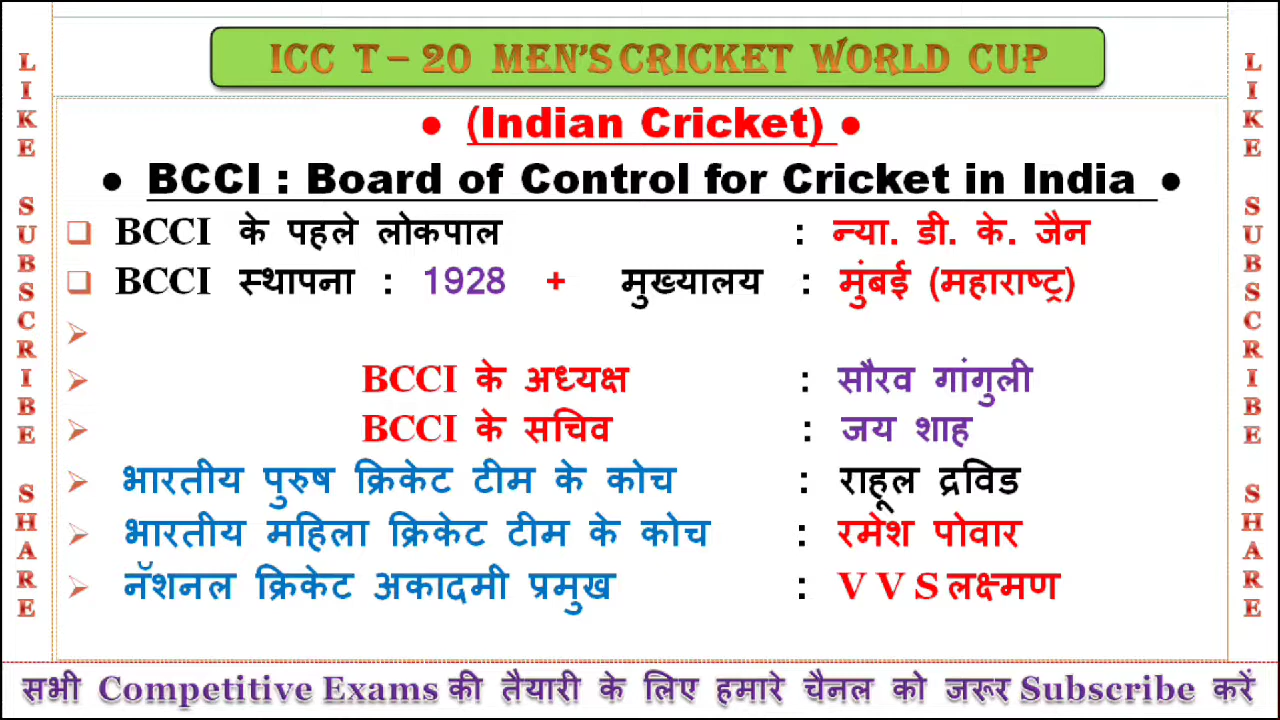 ICC T – 20 MEN'S CRICKET WORLD CUP
• (Indian Cricket) •
• BCCI : Board of Control for Cricket in India •
BCCI के पहले लोकपाल : न्या. डी. के. जैन
BCCI स्थापना : 1928 + मुख्यालय : मुंबई (महाराष्ट्र)
BCCI के अध्यक्ष : सौरव गांगुली
BCCI के सचिव : जय शाह
भारतीय पुरुष क्रिकेट टीम के कोच : राहूल द्रविड
भारतीय महिला क्रिकेट टीम के कोच : रमेश पोवार
नॅशनल क्रिकेट अकादमी प्रमुख : V V S लक्ष्मण
LIKE SUBSCRIBE SHARE
LIKE SUBSCRIBE SHARE
सभी Competitive Exams की तैयारी के लिए हमारे चैनल को जरूर Subscribe करें